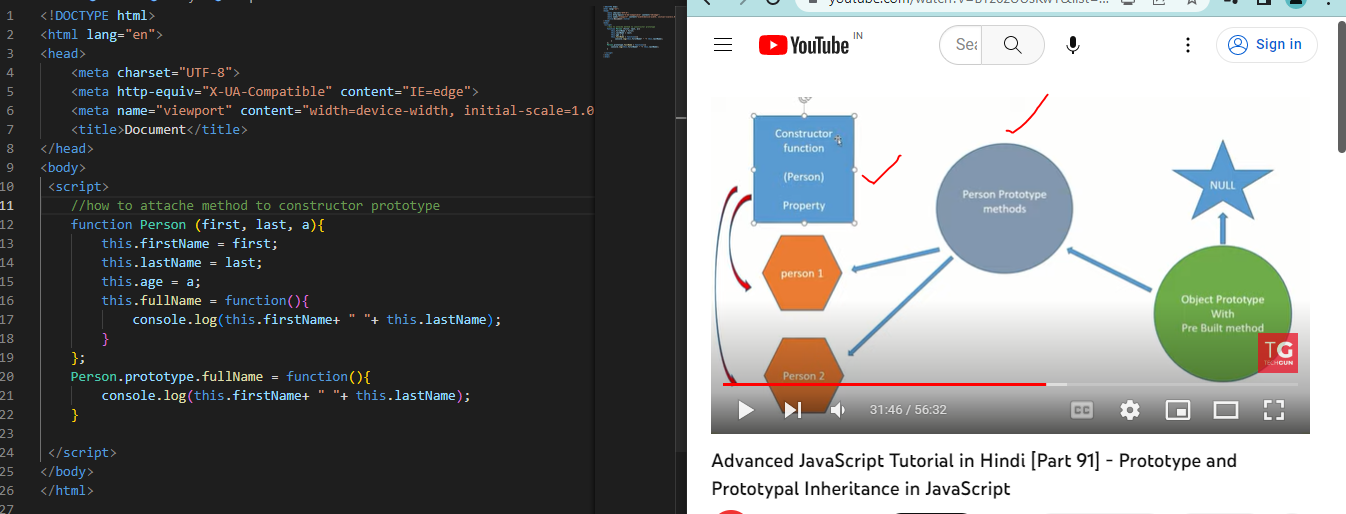 1 <!DOCTYPE html>
2 <html lang="en">
3 <head>
4 <meta charset="UTF-8">
5 <meta http-equiv="X-UA-Compatible" content="IE=edge">
6 <meta name="viewport" content="width=device-width, initial-scale=1.0
7 <title>Document</title>
8 </head>
9 <body>
10 <script>
11 //how to attache method to constructor prototype
12 function Person (first, last, a){
13 this.firstName = first;
14 this.lastName = last;
15 this.age = a;
16 this.fullName = function(){
17 console.log(this.firstName+ " "+ this.lastName);
18 }
19 };
20 Person.prototype.fullName = function(){
21 console.log(this.firstName+ " "+ this.lastName);
22 }
23
24 </script>
25 </body>
26 </html>
27
YouTube IN
Sea
Sign in
Constructor
function
(Person)
Property
Person Prototype
methods
NULL
person 1
Object Prototype
With
Pre Built method
Person 2
TG
TECHGUN
31:46 / 56:32
CC
Advanced JavaScript Tutorial in Hindi [Part 91] - Prototype and
Prototypal Inheritance in JavaScript